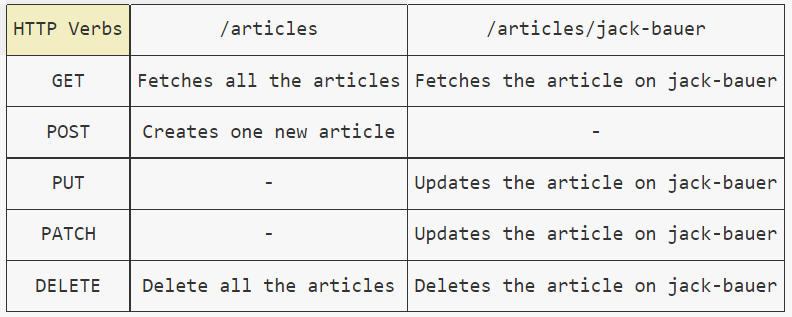 HTTP Verbs /articles /articles/jack-bauer
GET Fetches all the articles Fetches the article on jack-bauer
POST Creates one new article -
PUT - Updates the article on jack-bauer
PATCH - Updates the article on jack-bauer
DELETE Delete all the articles Deletes the article on jack-bauer